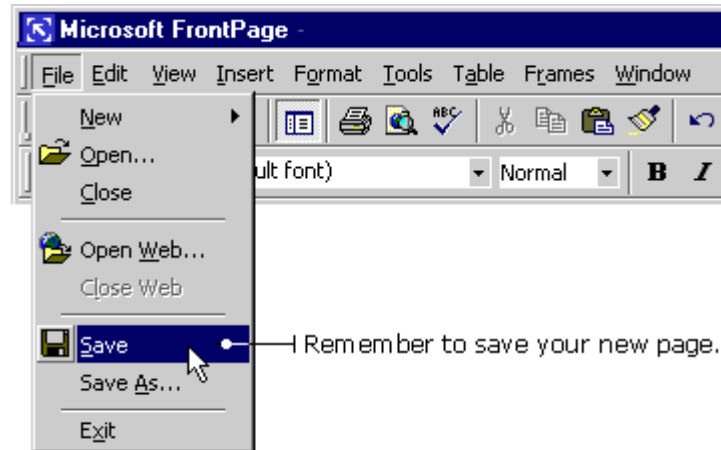 Microsoft FrontPage -
File Edit View Insert Format Tools Table Frames Window
New
ABC
Open...
ult font) Normal B I
Close
Open Web...
Close Web
Save Remember to save your new page.
Save As...
Exit